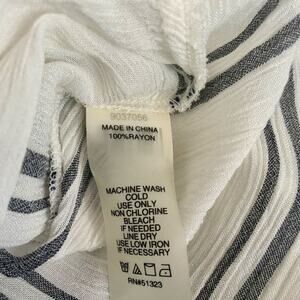 9037056
MADE IN CHINA
100%RAYON
MACHINE WASH
COLD
USE ONLY
NON CHLORINE
BLEACH
IF NEEDED
LINE DRY
USE LOW IRON
IF NECESSARY
RN#51323